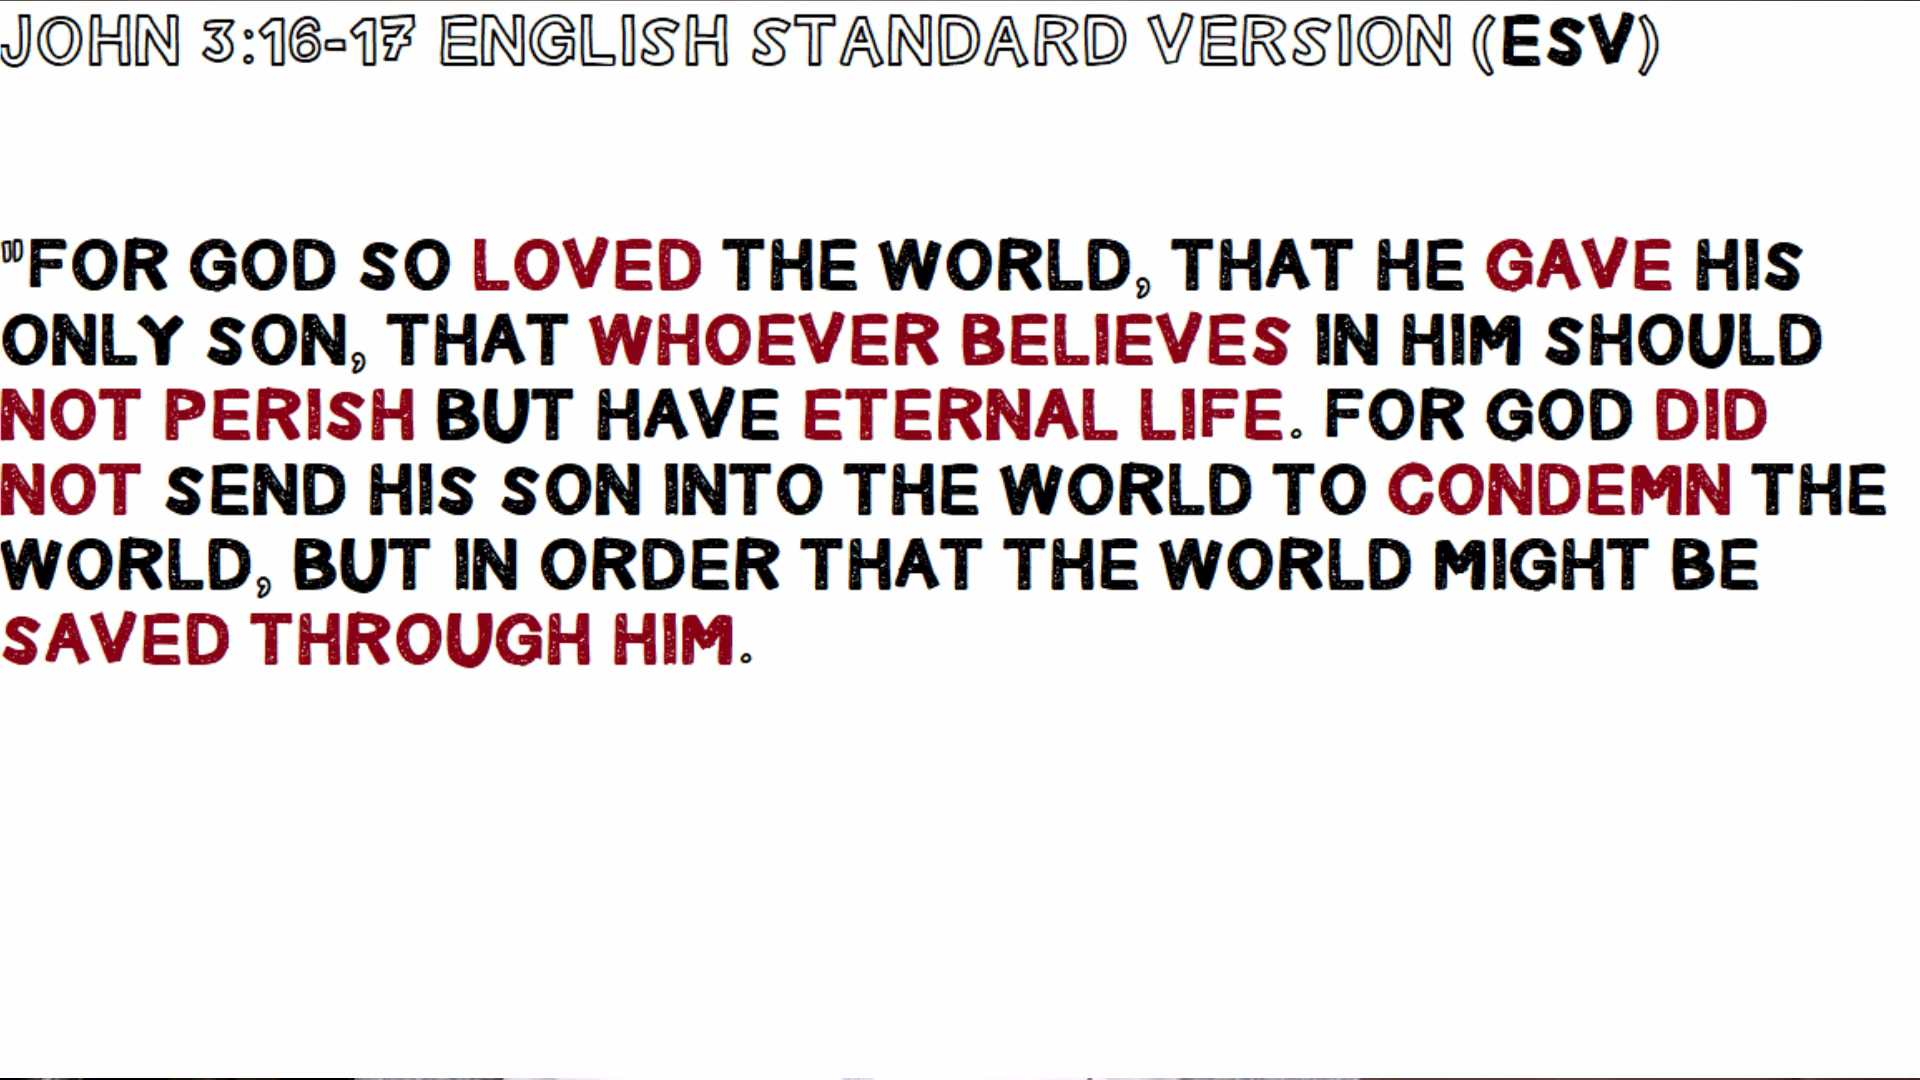 JOHN 3:16-17 ENGLISH STANDARD VERSION (ESV)
"FOR GOD SO LOVED THE WORLD, THAT HE GAVE HIS
ONLY SON, THAT WHOEVER BELIEVES IN HIM SHOULD
NOT PERISH BUT HAVE ETERNAL LIFE. FOR GOD DID
NOT SEND HIS SON INTO THE WORLD TO CONDEMN THE
WORLD, BUT IN ORDER THAT THE WORLD MIGHT BE
SAVED THROUGH HIM.